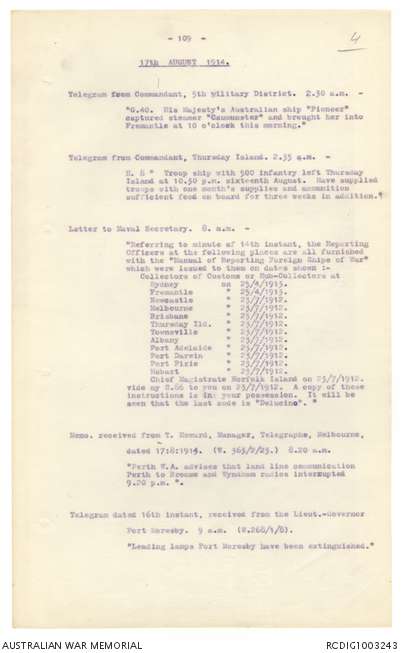 - 109 -
4
17th AUGUST 1914.
Telegram from Commandant, 5th Military District. 2.30 a.m. -
"G.40. His Majesty's Australian ship "Pioneer"
captured steamer "Neumunster" and brought her into
Fremantle at 10 o'clock this morning."
Telegram from Commandant, Thursday Island. 2.35 a.m. -
H. 8 " Troop ship with 500 infantry left Thursday
Island at 10.50 p.m. sixteenth August. Have supplied
troops with one month's supplies and ammunition
sufficient food on board for three weeks in addition."
Letter to Naval Secretary. 8. a.m. -
"Referring to minute of 14th instant, the Reporting
Officers at the following places are all furnished
with the "Manual of Reporting Foreign Ships of War"
which were issued to them on dates shown :-
Collectors of Customs or Sub-Collectors at
Sydney on 23/4/1913.
Fremantle " 23/4/1913.
Newcastle " 23/7/1912.
Melbourne " 23/7/1912.
Brisbane " 23/7/1912.
Thursday Isd. " 23/7/1912.
Townsville " 23/7/1912.
Albany " 23/7/1912.
Port Adelaide " 23/7/1912.
Port Darwin " 23/7/1912.
Port Pirie " 23/7/1912.
Hobart " 23/7/1912.
Chief Magistrate Norfolk Island on 23/7/1912.
vide my S.66 to you on 23/7/1912. A copy of these
instructions is in your possession. It will be
seen that the last code is "Delucino". "
Memo. received from T. Howard, Manager, Telegraphs, Melbourne,
dated 17:8:1914. (W. 363/2/23.) 8.20 a.m.
"Perth W.A. advises that land line communication
Perth to Broome and Wyndham radios interrupted
9.20 p.m. ".
Telegram dated 16th instant, received from the Lieut.-Governor
Port Moresby. 9 a.m. (W.268/1/8).
"Leading lamps Port Moresby have been extinguished."
AUSTRALIAN WAR MEMORIAL
RCDIG1003243